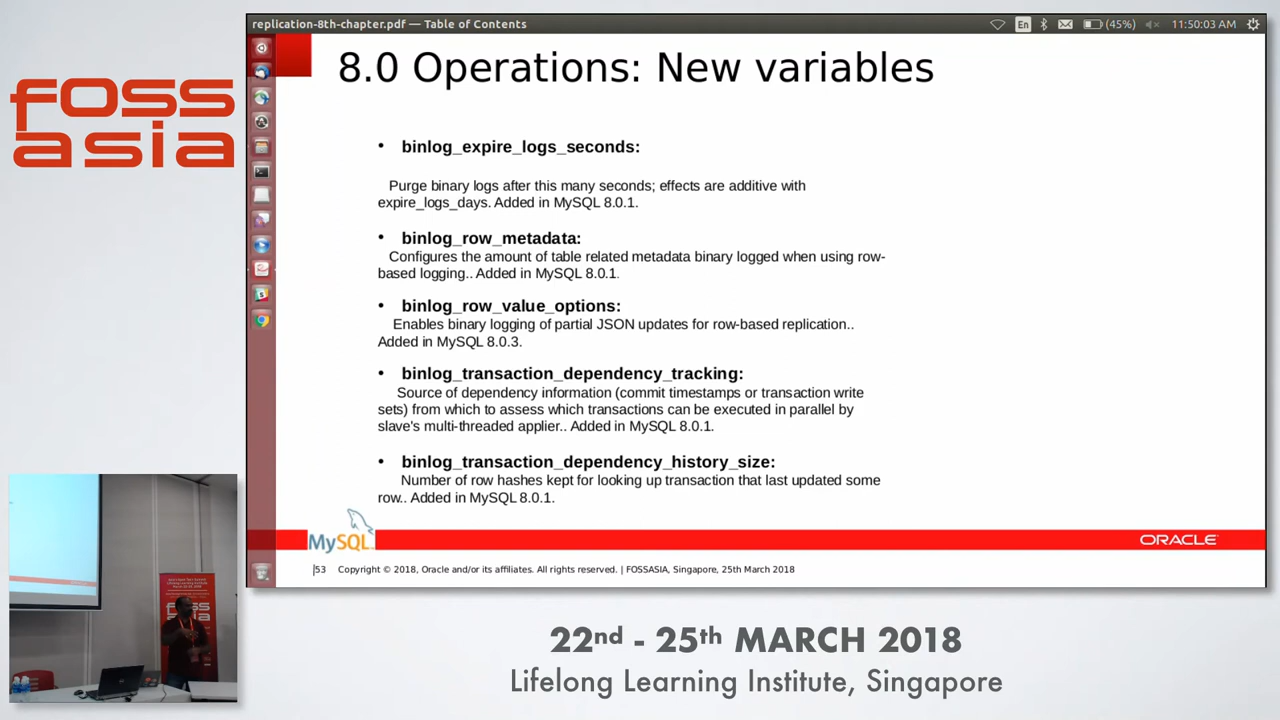 replication-8th-chapter.pdf — Table of Contents
En
(45%)
11:50:03 AM
foss
asia
8.0 Operations: New variables
• binlog_expire_logs_seconds:
Purge binary logs after this many seconds; effects are additive with
expire_logs_days. Added in MySQL 8.0.1.
• binlog_row_metadata:
Configures the amount of table related metadata binary logged when using row-
based logging.. Added in MySQL 8.0.1.
• binlog_row_value_options:
Enables binary logging of partial JSON updates for row-based replication..
Added in MySQL 8.0.3.
• binlog_transaction_dependency_tracking:
Source of dependency information (commit timestamps or transaction write
sets) from which to assess which transactions can be executed in parallel by
slave's multi-threaded applier.. Added in MySQL 8.0.1.
• binlog_transaction_dependency_history_size:
Number of row hashes kept for looking up transaction that last updated some
row.. Added in MySQL 8.0.1.
MySQL
ORACLE
53 Copyright © 2018, Oracle and/or its affiliates. All rights reserved. | FOSSASIA, Singapore, 25th March 2018
foss
asia
22nd - 25th MARCH 2018
Lifelong Learning Institute, Singapore